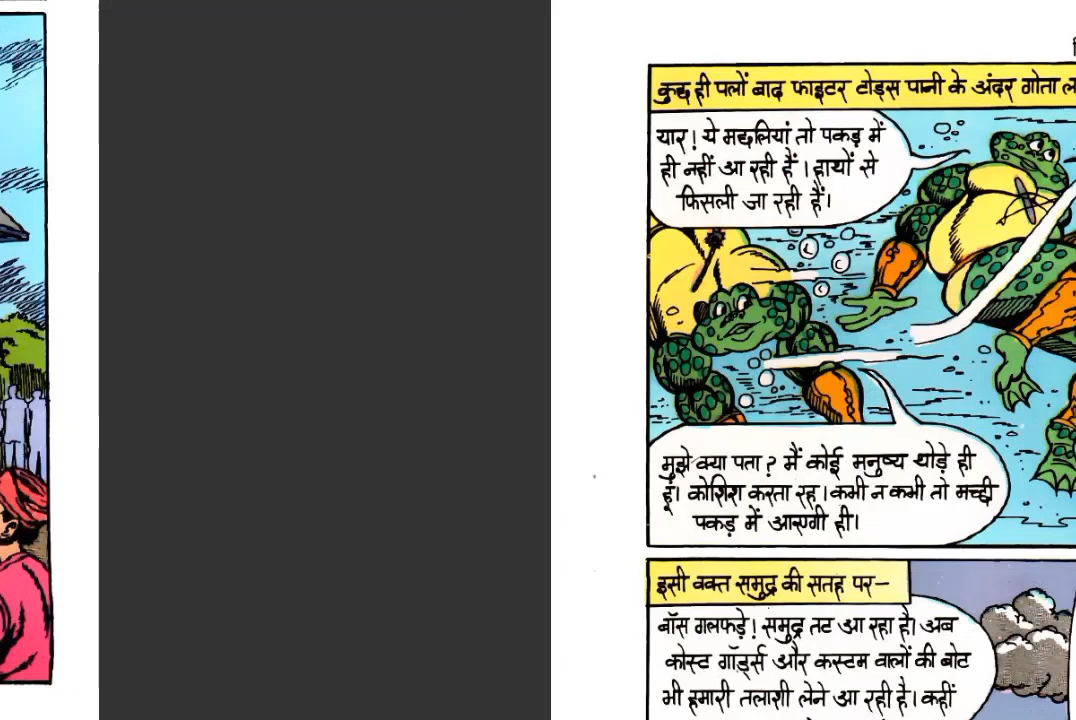 कुछ ही पलों बाद फाइटर टोड्स पानी के अंदर गोता
यार! ये मछलियां तो पकड़ में
ही नहीं आ रही हैं। हाथों से
फिसली जा रही हैं।
मुझे क्या पता? मैं कोई मनुष्य थोड़े ही
हूं। कोशिश करता रह। कभी न कभी तो मच्छी
पकड़ में आएगी ही।
इसी वक्त समुद्र की सतह पर-
बॉस गलफड़े! समुद्र तट आ रहा है। अब
कोस्ट गॉर्ड्स और कस्टम वालों की बोट
भी हमारी तलाशी लेने आ रही है। कहीं